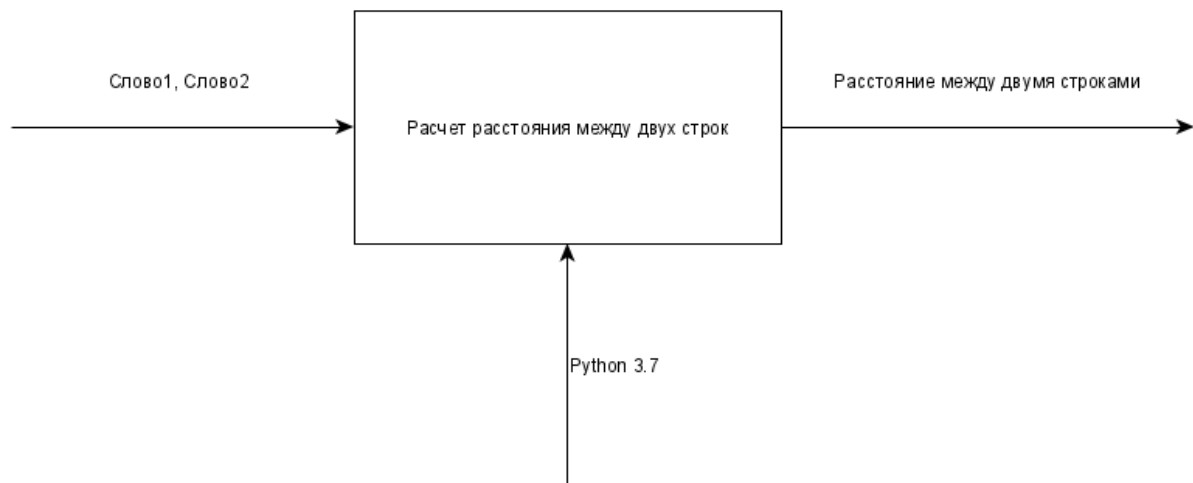 Слово1, Слово2
Расстояние между двумя строками
Расчет расстояния между двух строк
Python 3.7